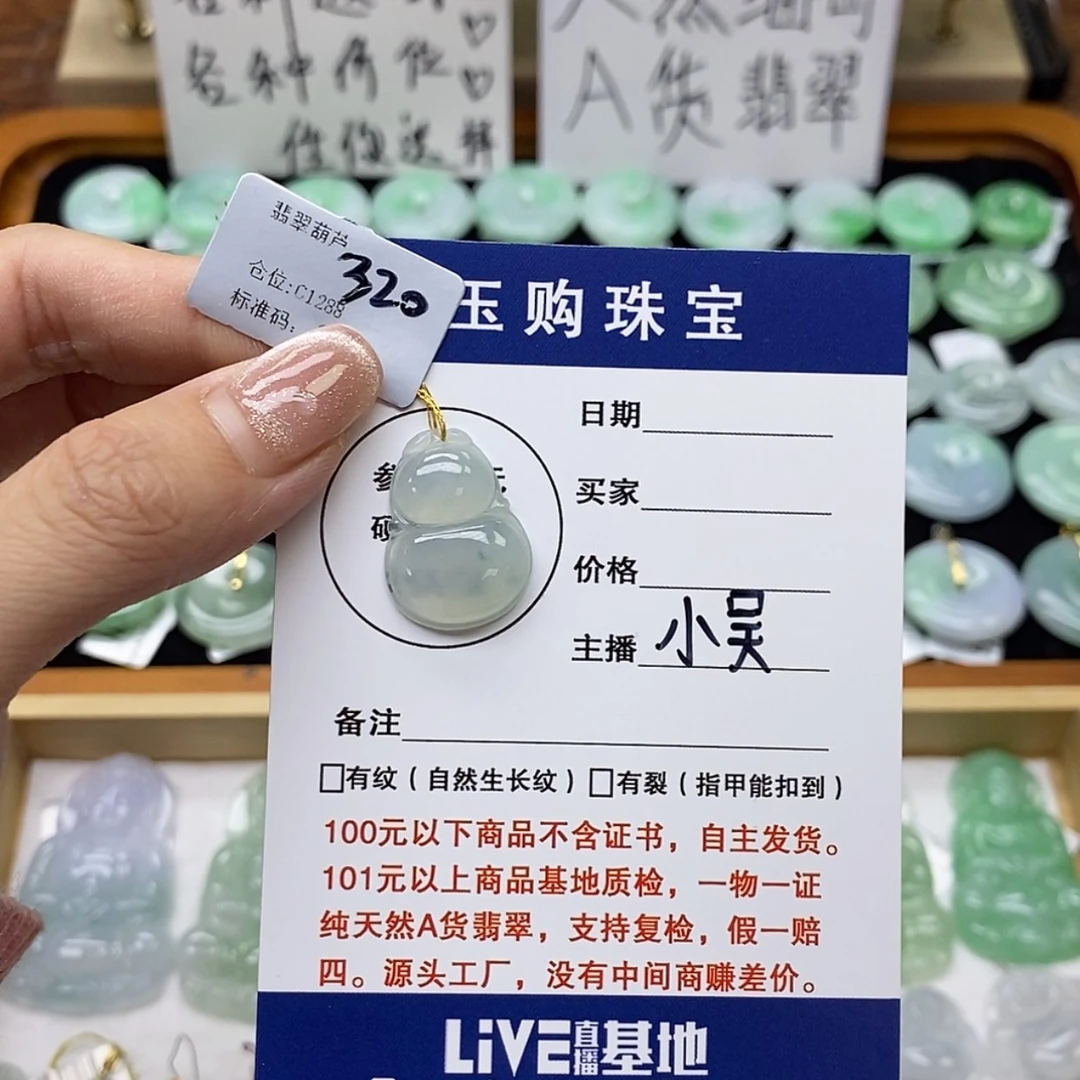 各种价位
A货翡翠
翡翠葫芦
320
仓位:C1288
标准码:
玉购珠宝
日期
买家
价格
主播 小吴
备注
□有纹（自然生长纹）□有裂（指甲能扣到）
100元以下商品不含证书，自主发货。
101元以上商品基地质检，一物一证
纯天然A货翡翠，支持复检，假一赔
四。源头工厂，没有中间商赚差价。
LiVE直播基地